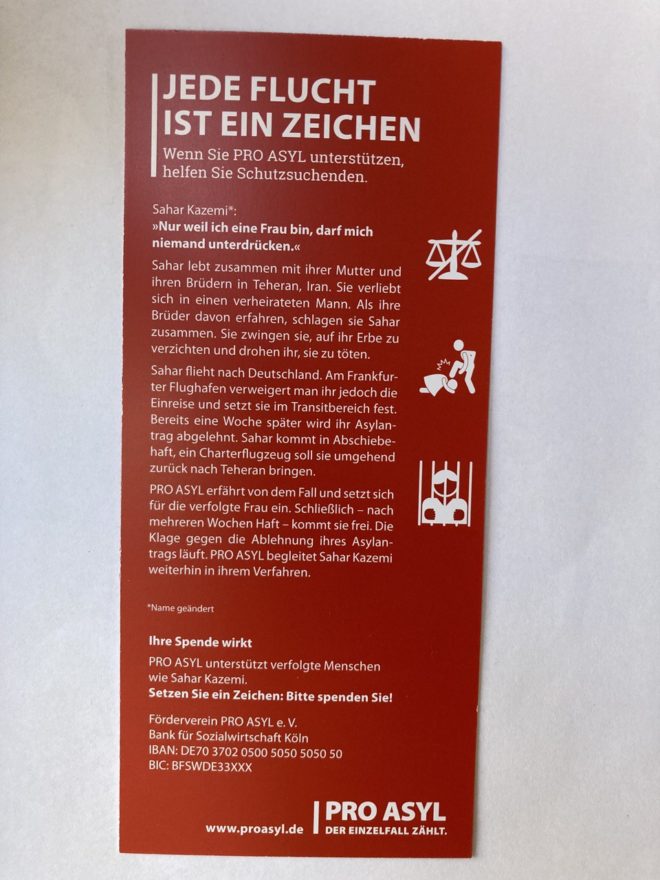 JEDE FLUCHT
IST EIN ZEICHEN
Wenn Sie PRO ASYL unterstützen,
helfen Sie Schutzsuchenden.
Sahar Kazemi*:
»Nur weil ich eine Frau bin, darf mich
niemand unterdrücken.«
Sahar lebt zusammen mit ihrer Mutter und
ihren Brüdern in Teheran, Iran. Sie verliebt
sich in einen verheirateten Mann. Als ihre
Brüder davon erfahren, schlagen sie Sahar
zusammen. Sie zwingen sie, auf ihr Erbe zu
verzichten und drohen ihr, sie zu töten.
Sahar flieht nach Deutschland. Am Frankfur-
ter Flughafen verweigert man ihr jedoch die
Einreise und setzt sie im Transitbereich fest.
Bereits eine Woche später wird ihr Asylan-
trag abgelehnt. Sahar kommt in Abschiebe-
haft, ein Charterflugzeug soll sie umgehend
zurück nach Teheran bringen.
PRO ASYL erfährt von dem Fall und setzt sich
für die verfolgte Frau ein. Schließlich – nach
mehreren Wochen Haft – kommt sie frei. Die
Klage gegen die Ablehnung ihres Asylan-
trags läuft. PRO ASYL begleitet Sahar Kazemi
weiterhin in ihrem Verfahren.
*Name geändert
Ihre Spende wirkt
PRO ASYL unterstützt verfolgte Menschen
wie Sahar Kazemi.
Setzen Sie ein Zeichen: Bitte spenden Sie!
Förderverein PRO ASYL e. V.
Bank für Sozialwirtschaft Köln
IBAN: DE70 3702 0500 5050 5050 50
BIC: BFSWDE33XXX
www.proasyl.de
PRO ASYL
DER EINZELFALL ZÄHLT.